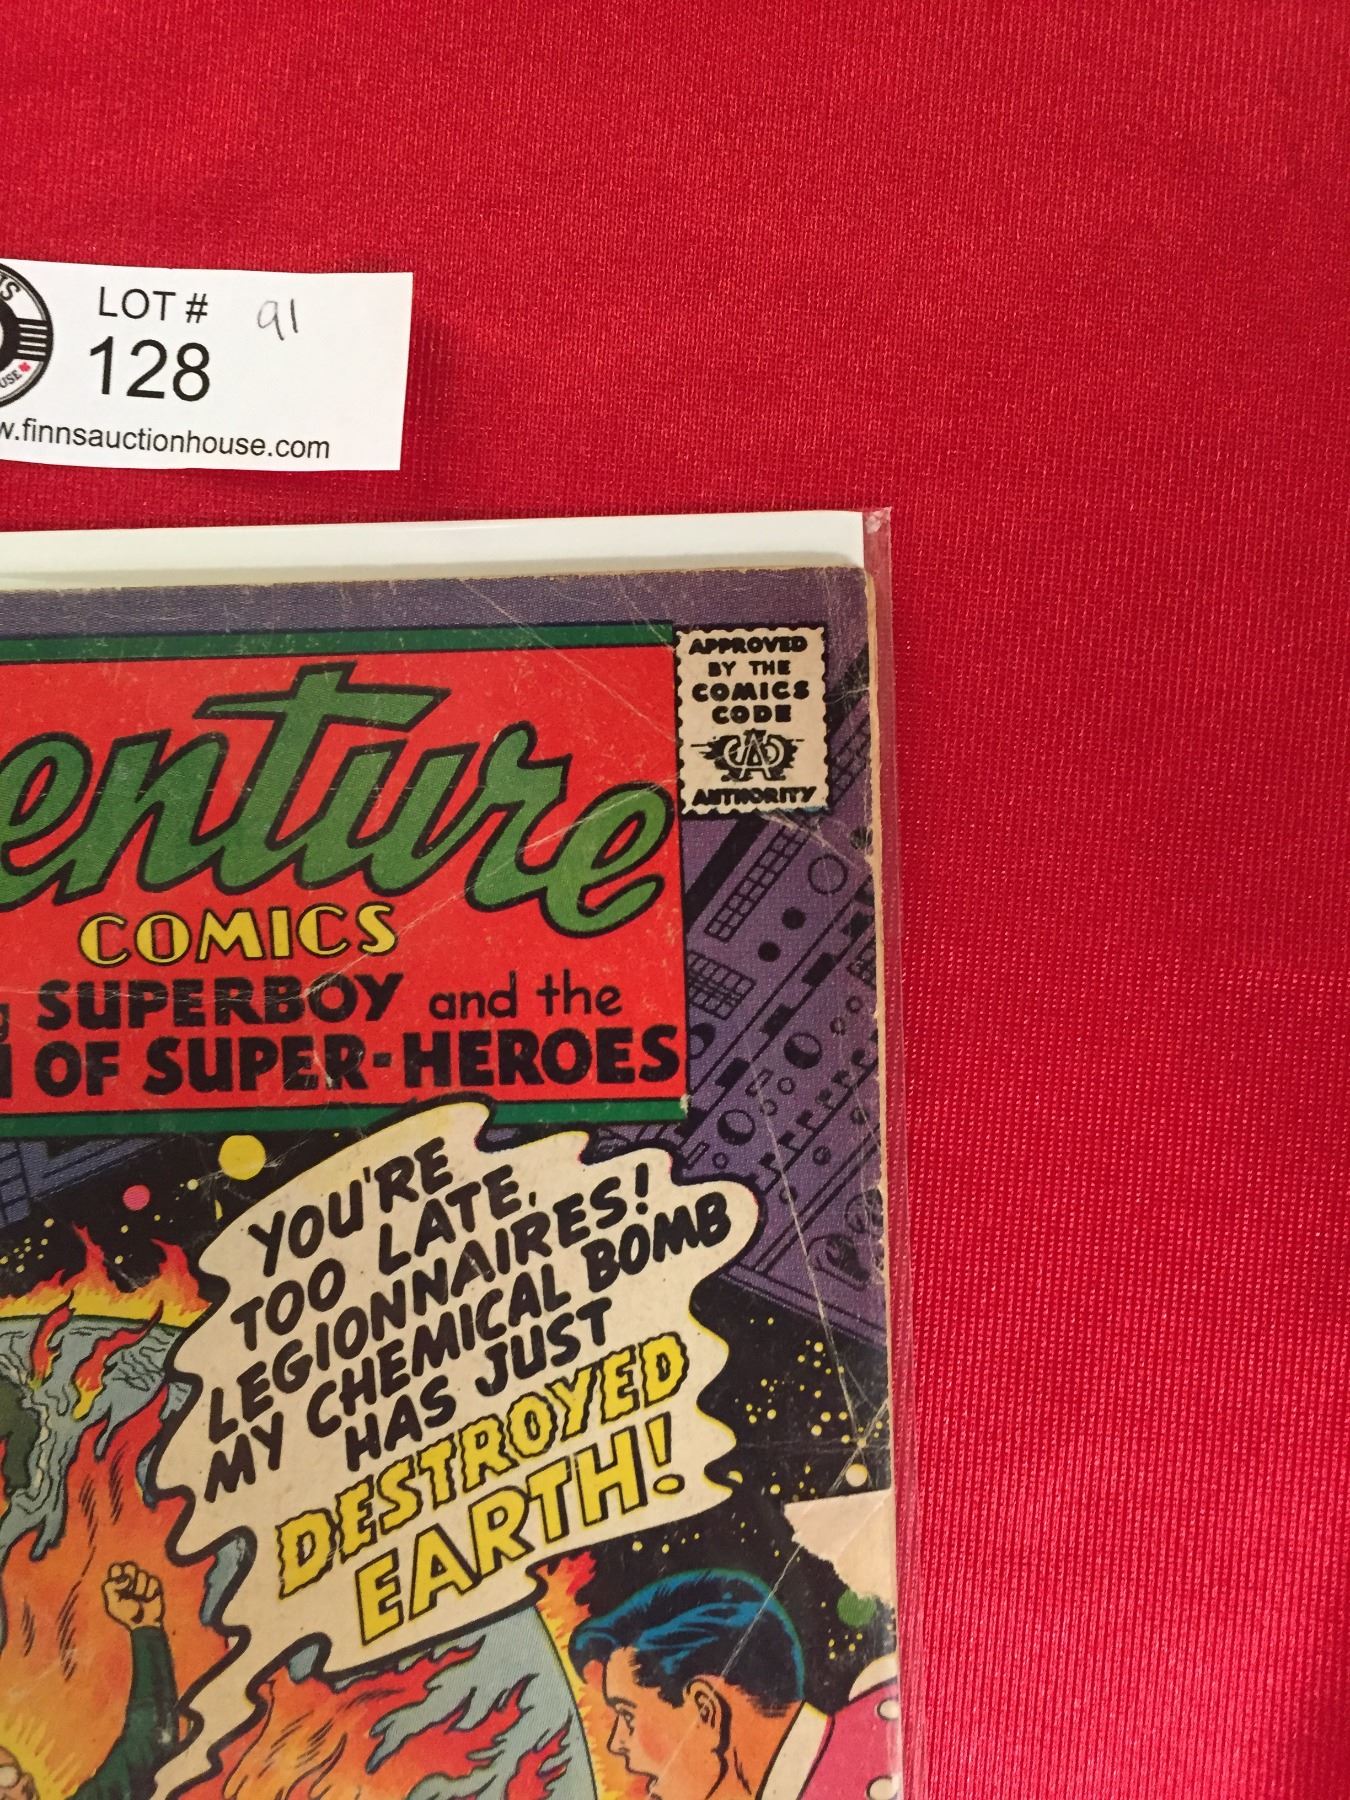 LOT # 91
128
w.finnsauctionhouse.com
APPROVED
BY THE
COMICS
CODE
AUTHORITY
enture
COMICS
SUPERBOY and the
OF SUPER-HEROES
YOU'RE
TOO LATE,
LEGIONNAIRES!
MY CHEMICAL BOMB
HAS JUST
DESTROYED
EARTH!